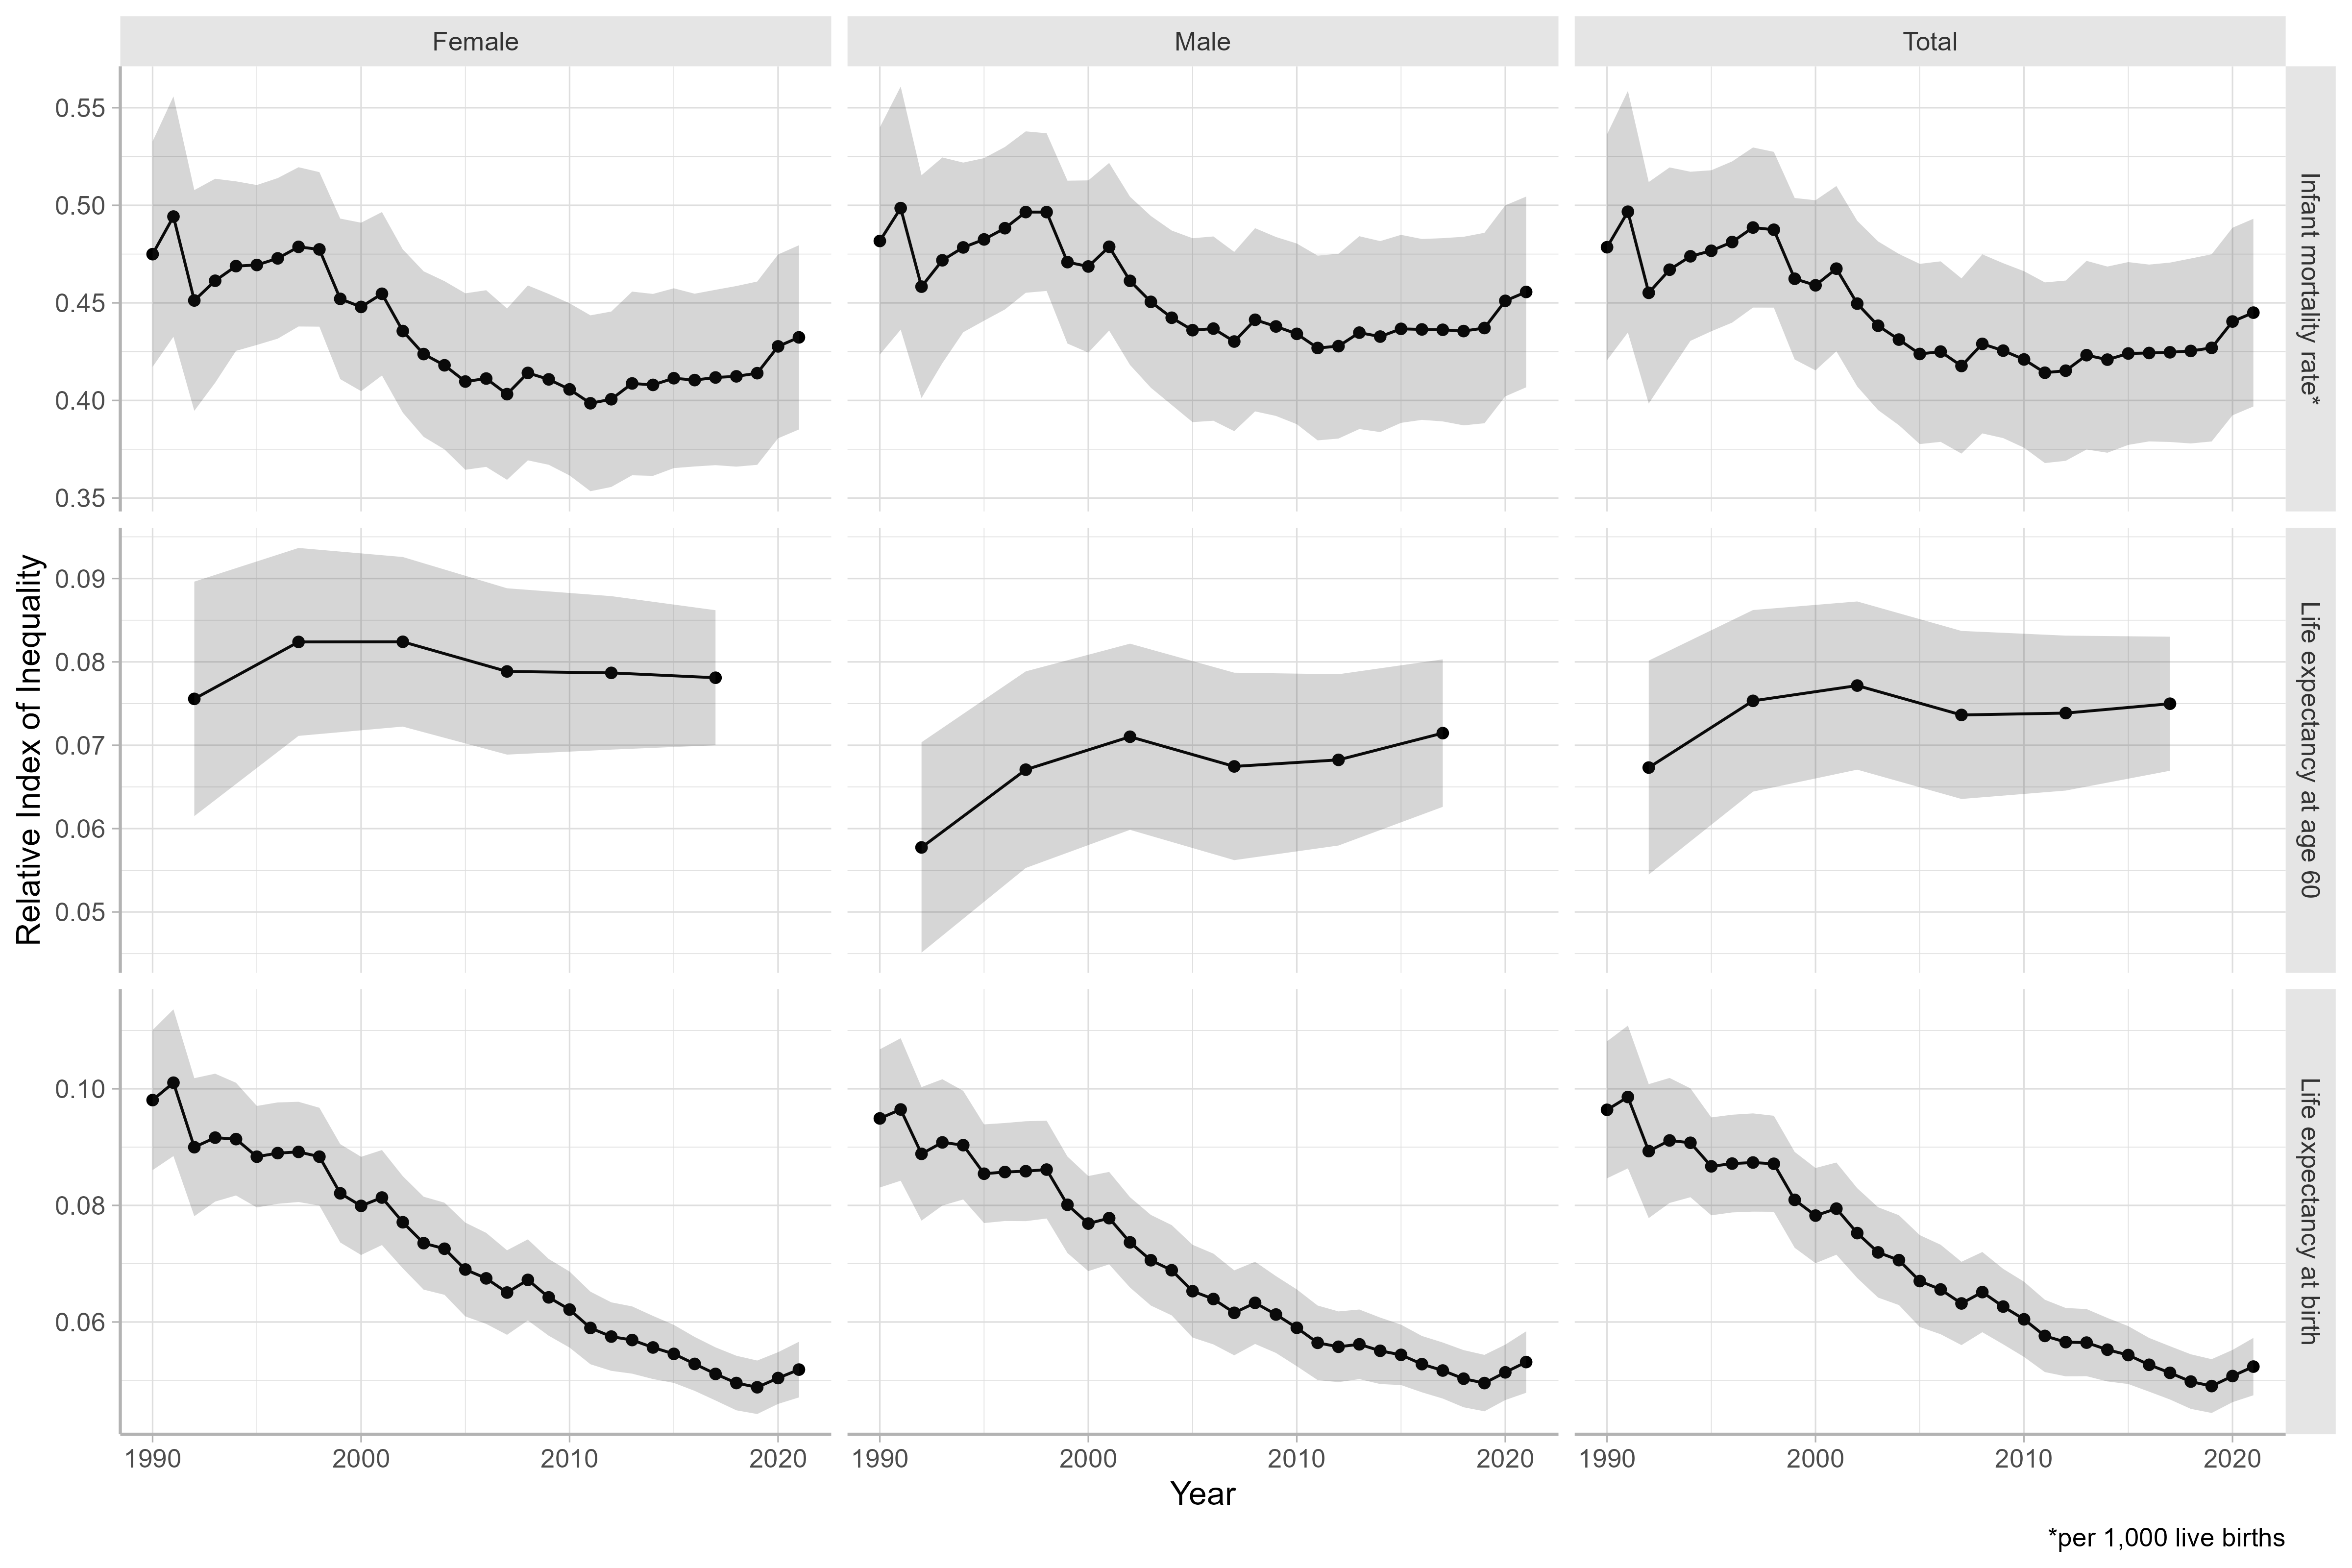 Female
Male
Total
0.55
0.50
0.45
0.40
0.35
Infant mortality rate*
Relative Index of Inequality
0.09
0.08
0.07
0.06
0.05
Life expectancy at age 60
0.10
0.08
0.06
Life expectancy at birth
1990 2000 2010 2020
1990 2000 2010 2020
1990 2000 2010 2020
Year
*per 1,000 live births